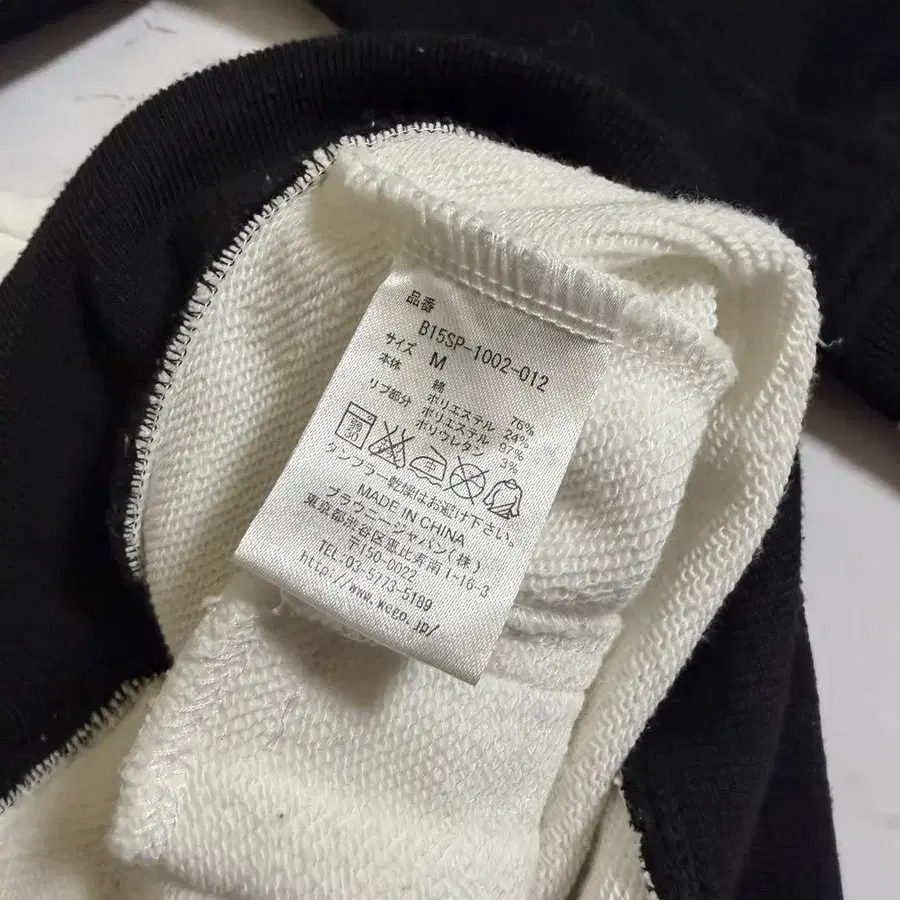 品番
B15SP-1002-012
サイズ M
本体 綿 76%
ポリエステル 24%
リブ部分 ポリエステル 97%
ポリウレタン 3%
タンブラー乾燥はお避け下さい。
MADE IN CHINA
ブラウニージャパン(株)
東京都渋谷区恵比寿南1-16-3
〒150-0022
TEL.03-5773-5189
http://www.wego.jp/